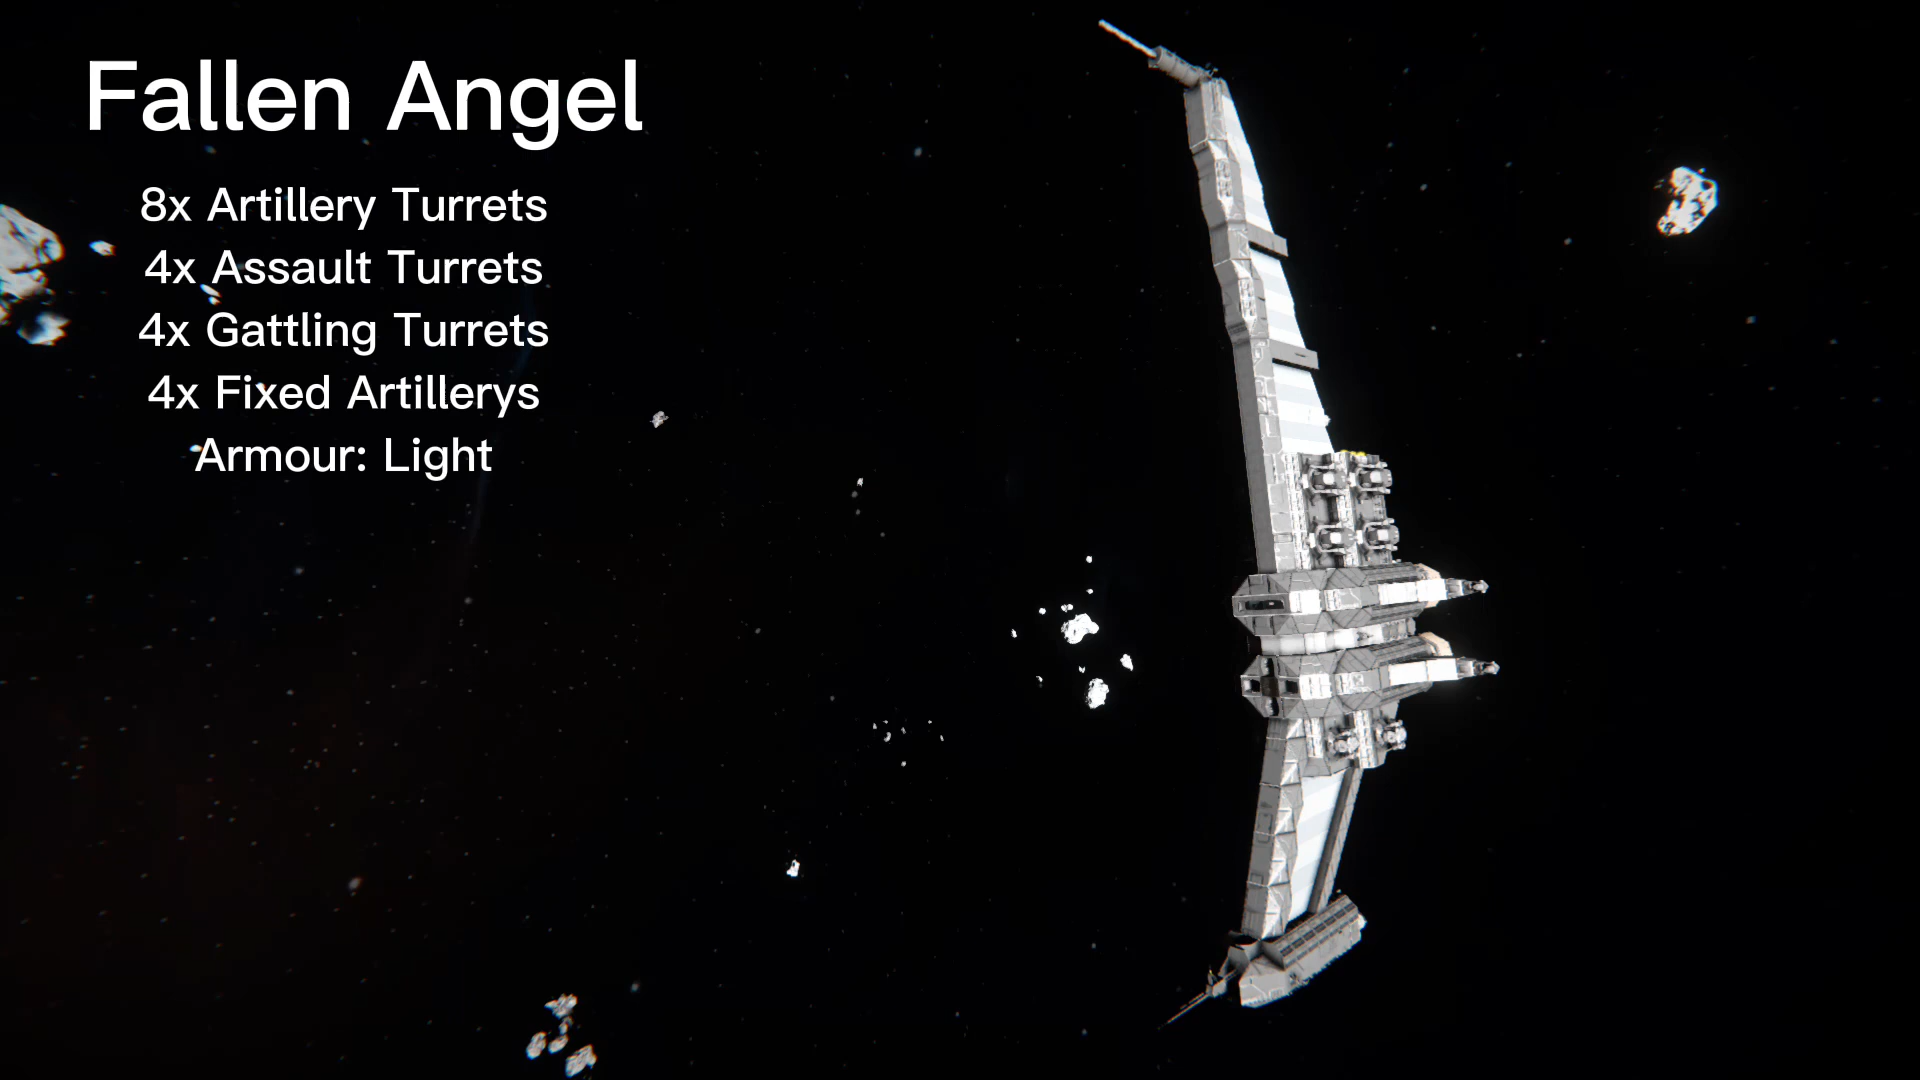 Fallen Angel
8x Artillery Turrets
4x Assault Turrets
4x Gattling Turrets
4x Fixed Artillerys
Armour: Light